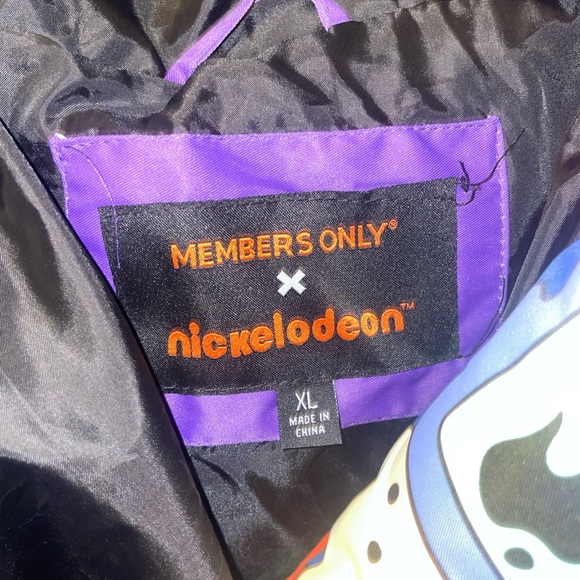 MEMBERS ONLY®
×
nickelodeon™
XL
MADE IN
CHINA